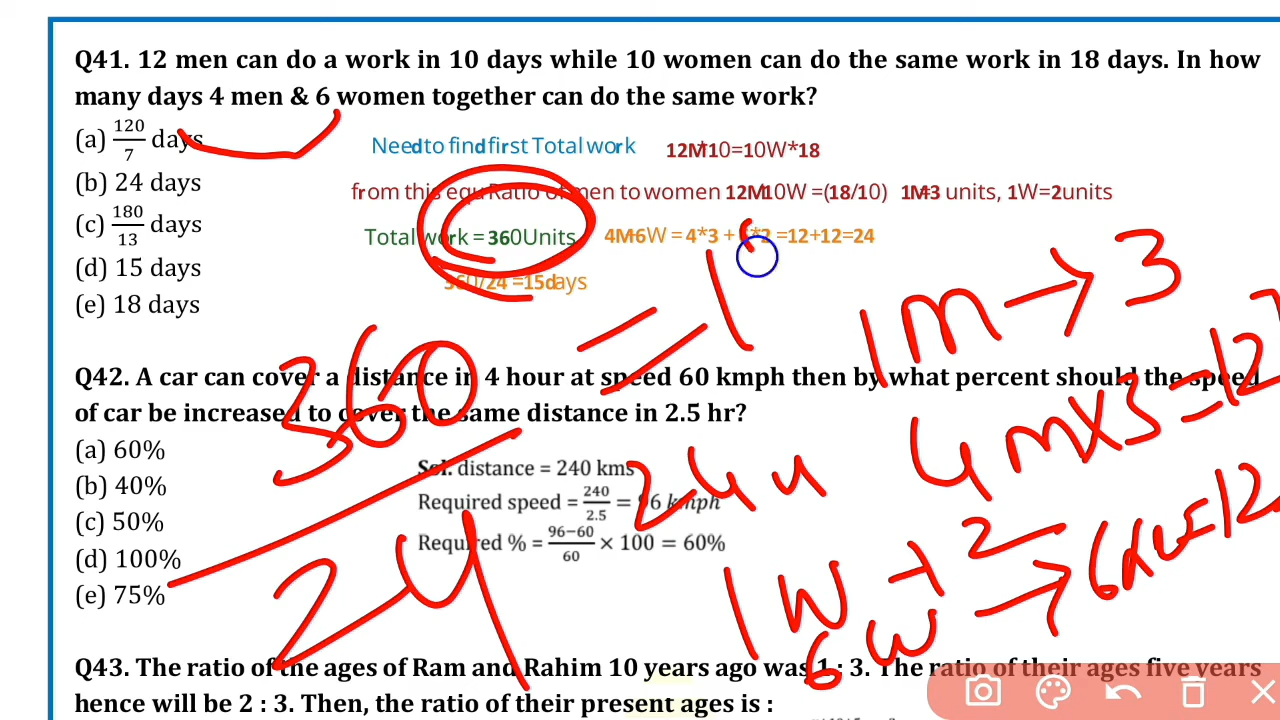 Q41. 12 men can do a work in 10 days while 10 women can do the same work in 18 days. In how
many days 4 men & 6 women together can do the same work?
(a) 120/7 days
Need to find first Total work 12M*10=10W*18
(b) 24 days
from this equ Ratio of men to women 12M10W =(18/10) 1M=3 units, 1W=2units
(c) 180/13 days
Total work = 360Units 4M+6W = 4*3 + 6*2 =12+12=24
(d) 15 days
360/24 =15days
(e) 18 days
1M → 3
360 = 1
24
4M×3=12
24 u
1W → 2
6W →
Q42. A car can cover a distance in 4 hour at speed 60 kmph then by what percent should the speed
of car be increased to cover the same distance in 2.5 hr?
(a) 60%
(b) 40%
(c) 50%
(d) 100%
(e) 75%
Sol. distance = 240 kms
Required speed = 240/2.5 = 96 kmph
Required % = 96−60/60 × 100 = 60%
Q43. The ratio of the ages of Ram and Rahim 10 years ago was 1 : 3. The ratio of their ages five years
hence will be 2 : 3. Then, the ratio of their present ages is :